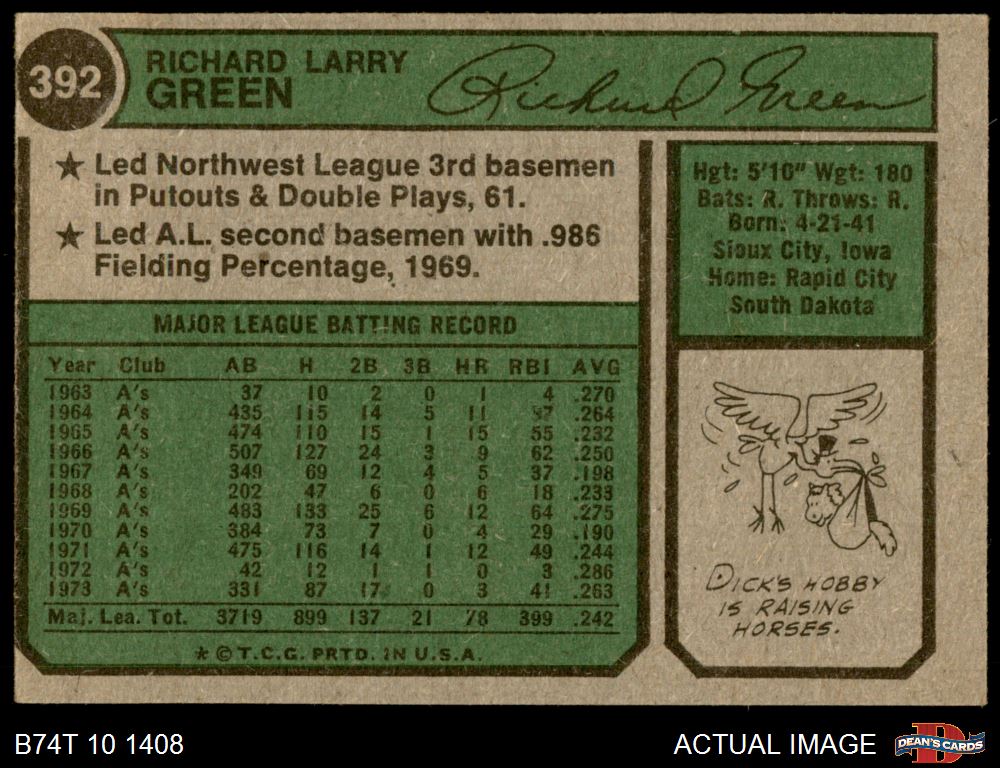 392
RICHARD LARRY
GREEN
Richard Green
★ Led Northwest League 3rd basemen
in Putouts & Double Plays, 61.
★ Led A.L. second basemen with .986
Fielding Percentage, 1969.
Hgt: 5'10" Wgt: 180
Bats: R. Throws: R.
Born: 4-21-41
Sioux City, Iowa
Home: Rapid City
South Dakota
MAJOR LEAGUE BATTING RECORD
Year Club AB H 2B 3B HR RBI AVG
1963 A's 37 10 2 0 1 4 .270
1964 A's 435 115 14 5 11 37 .264
1965 A's 474 110 15 1 15 55 .232
1966 A's 507 127 24 3 9 62 .250
1967 A's 349 69 12 4 5 37 .198
1968 A's 202 47 6 0 6 18 .233
1969 A's 483 133 25 6 12 64 .275
1970 A's 384 73 7 0 4 29 .190
1971 A's 475 116 14 1 12 49 .244
1972 A's 42 12 1 1 0 3 .286
1973 A's 331 87 17 0 3 41 .263
Maj. Lea. Tot. 3719 899 137 21 78 399 .242
* © T.C.G. PRTD. IN U.S.A.
DICK'S HOBBY
IS RAISING
HORSES.
B74T 10 1408
ACTUAL IMAGE
D
DEAN'S CARDS